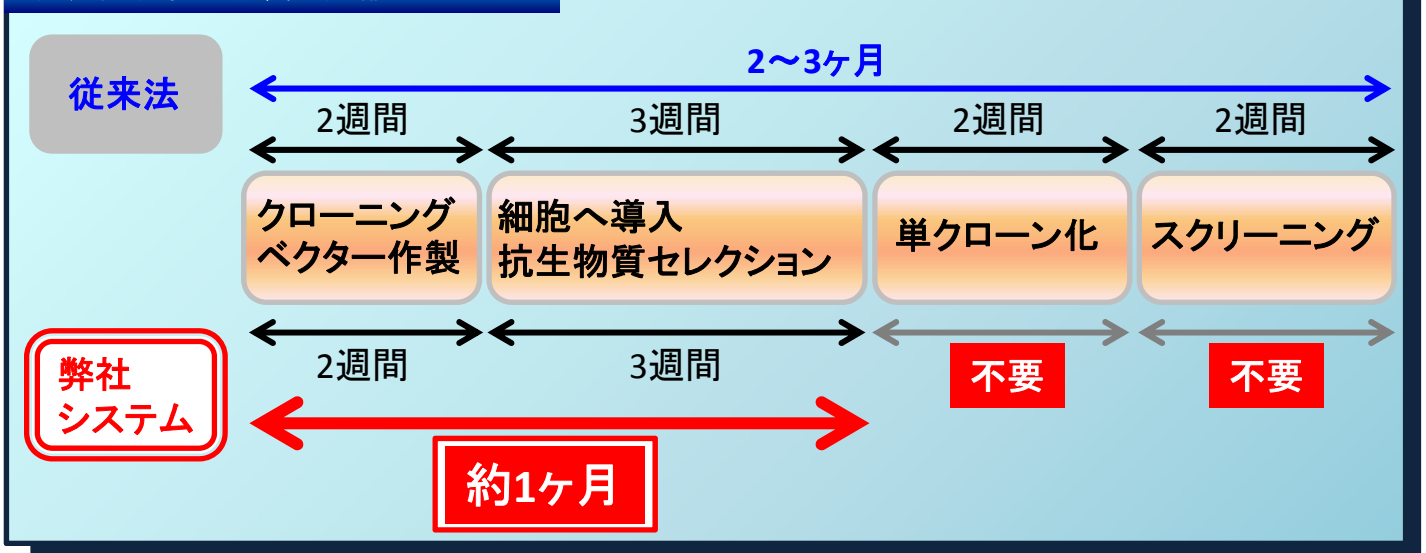 従来法
2～3ヶ月
2週間
3週間
2週間
2週間
クローニング
ベクター作製
細胞へ導入
抗生物質セレクション
単クローン化
スクリーニング
弊社
システム
2週間
3週間
不要
不要
約1ヶ月